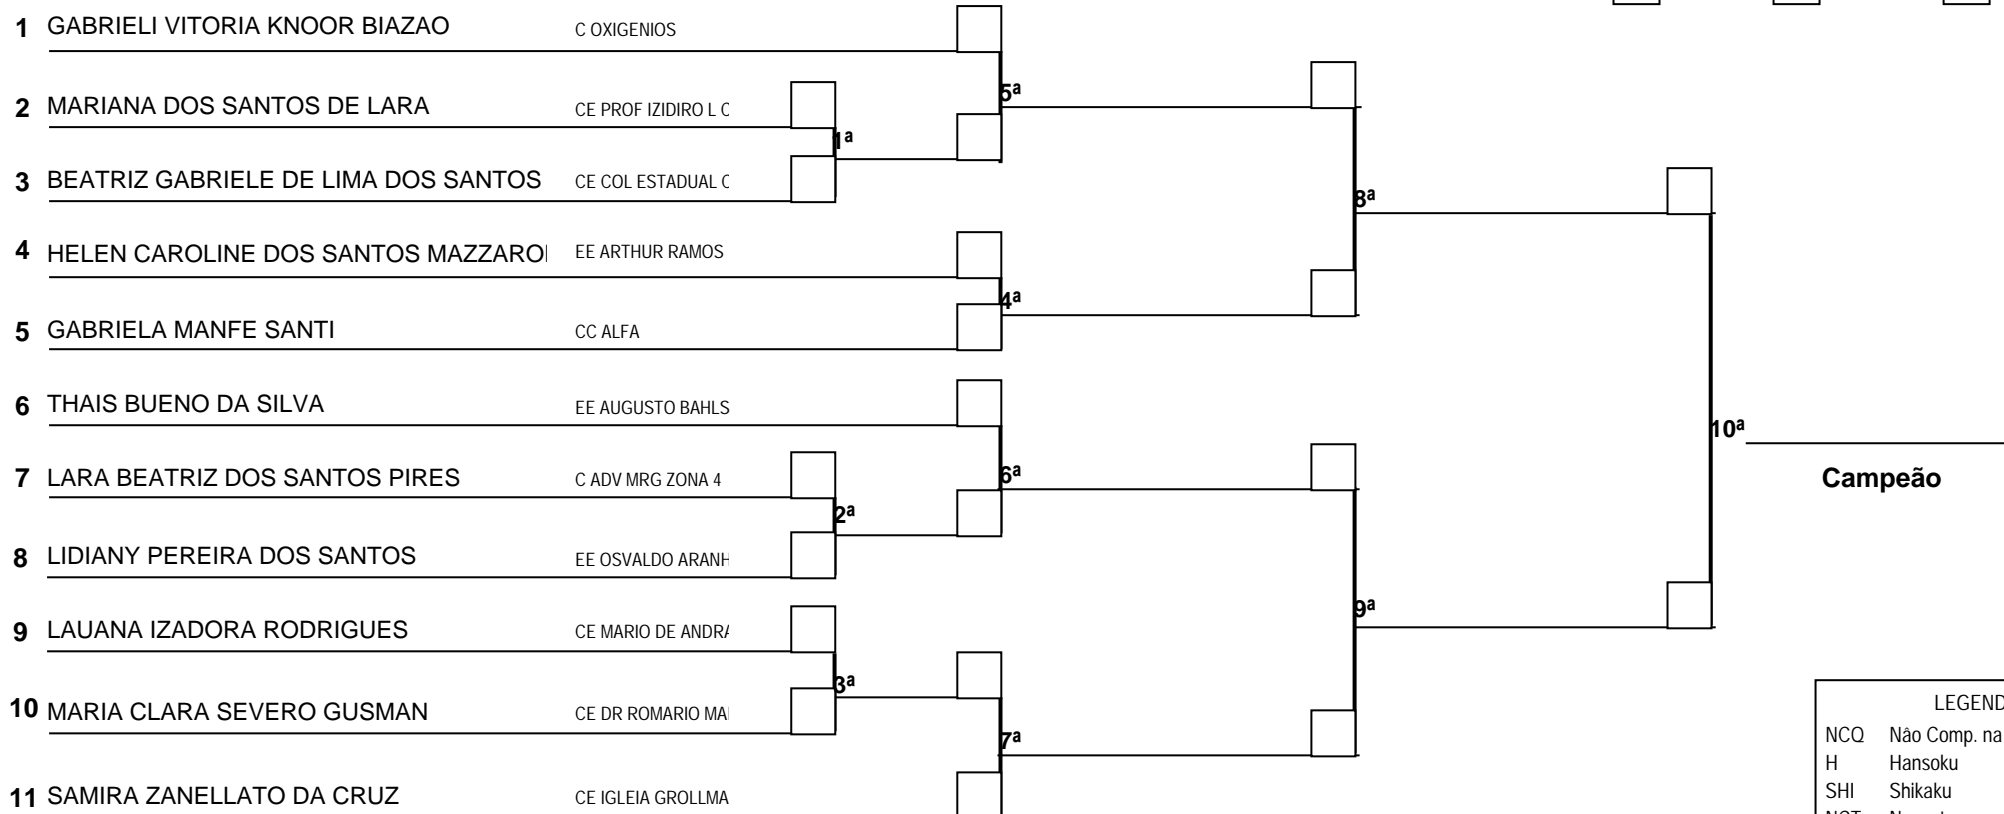 1 GABRIELI VITORIA KNOOR BIAZAO C OXIGENIOS
5ª
2 MARIANA DOS SANTOS DE LARA CE PROF IZIDIRO L C
1ª
3 BEATRIZ GABRIELE DE LIMA DOS SANTOS CE COL ESTADUAL C
8ª
4 HELEN CAROLINE DOS SANTOS MAZZARO EE ARTHUR RAMOS
4ª
5 GABRIELA MANFE SANTI CC ALFA
6 THAIS BUENO DA SILVA EE AUGUSTO BAHLS
10ª
7 LARA BEATRIZ DOS SANTOS PIRES C ADV MRG ZONA 4
6ª
Campeão
2ª
8 LIDIANY PEREIRA DOS SANTOS EE OSVALDO ARANH
9ª
9 LAUANA IZADORA RODRIGUES CE MARIO DE ANDRA
3ª
10 MARIA CLARA SEVERO GUSMAN CE DR ROMARIO MA
7ª
11 SAMIRA ZANELLATO DA CRUZ CE IGLEIA GROLLMA
LEGEND
NCQ Nâo Comp. na
H Hansoku
SHI Shikaku